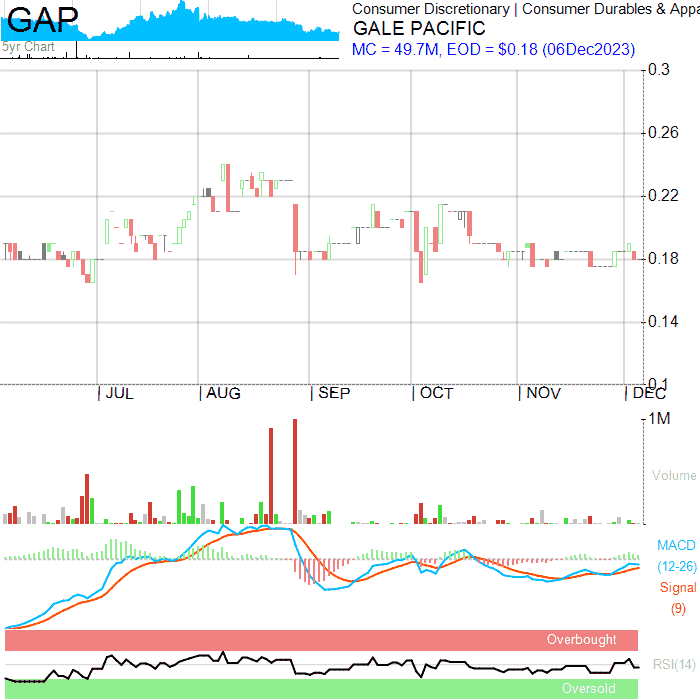 GAP
5yr Chart
Consumer Discretionary | Consumer Durables & Appa
GALE PACIFIC
MC = 49.7M, EOD = $0.18 (06Dec2023)
0.3
0.26
0.22
0.18
0.14
0.1
JUL
AUG
SEP
OCT
NOV
DEC
1M
Volume
MACD
(12-26)
Signal
(9)
Overbought
RSI(14)
Oversold